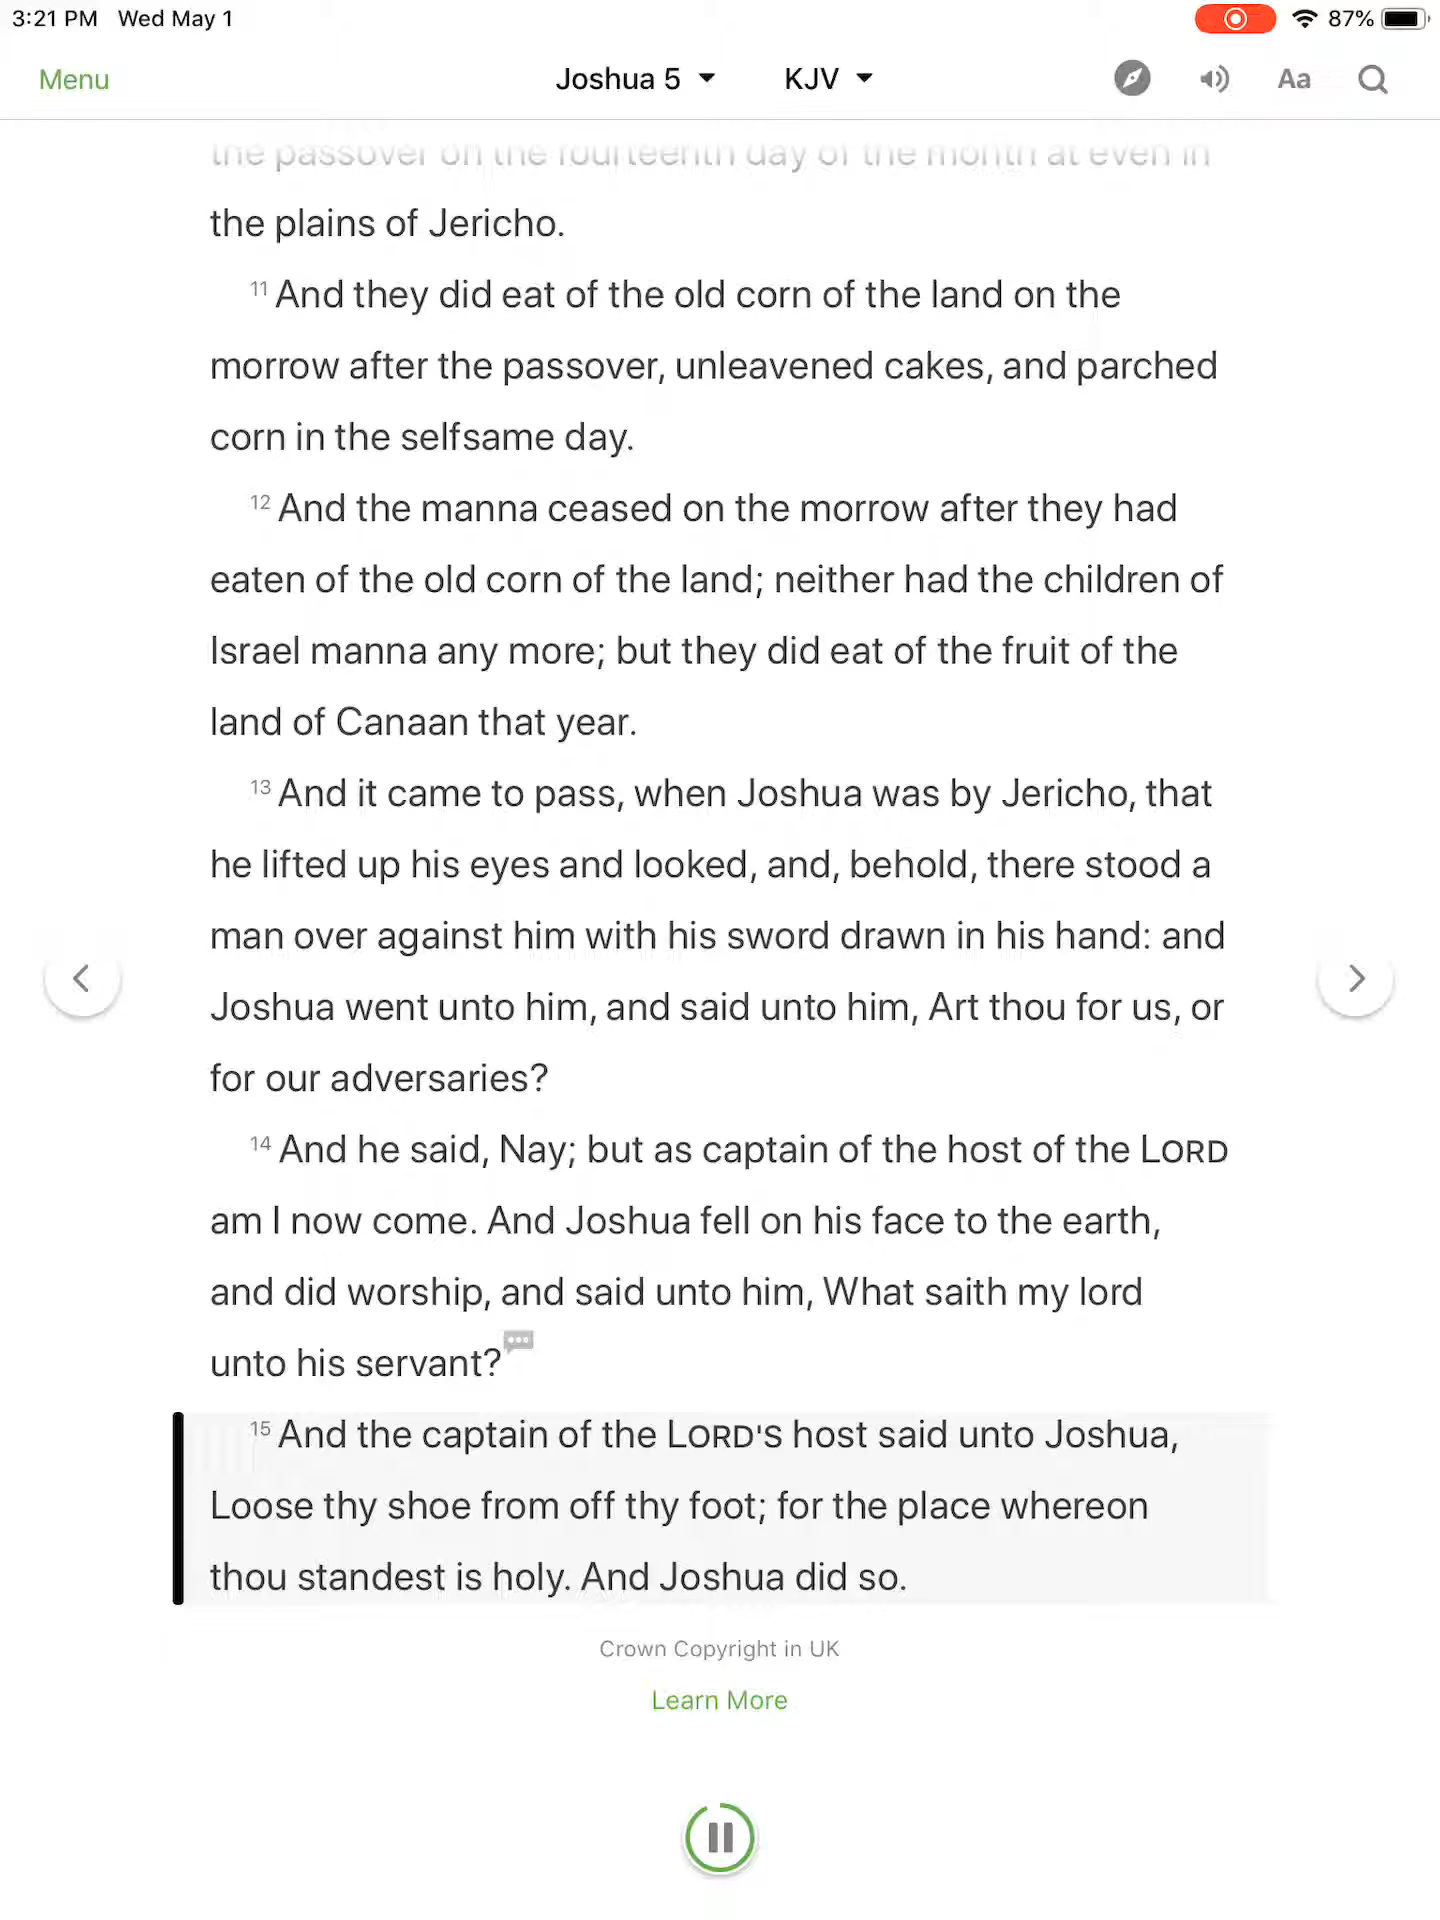 3:21 PM Wed May 1 87%
Menu Joshua 5 KJV Aa
the passover on the fourteenth day of the month at even in
the plains of Jericho.
11 And they did eat of the old corn of the land on the
morrow after the passover, unleavened cakes, and parched
corn in the selfsame day.
12 And the manna ceased on the morrow after they had
eaten of the old corn of the land; neither had the children of
Israel manna any more; but they did eat of the fruit of the
land of Canaan that year.
13 And it came to pass, when Joshua was by Jericho, that
he lifted up his eyes and looked, and, behold, there stood a
man over against him with his sword drawn in his hand: and
Joshua went unto him, and said unto him, Art thou for us, or
for our adversaries?
14 And he said, Nay; but as captain of the host of the LORD
am I now come. And Joshua fell on his face to the earth,
and did worship, and said unto him, What saith my lord
unto his servant?
15 And the captain of the LORD'S host said unto Joshua,
Loose thy shoe from off thy foot; for the place whereon
thou standest is holy. And Joshua did so.
Crown Copyright in UK
Learn More